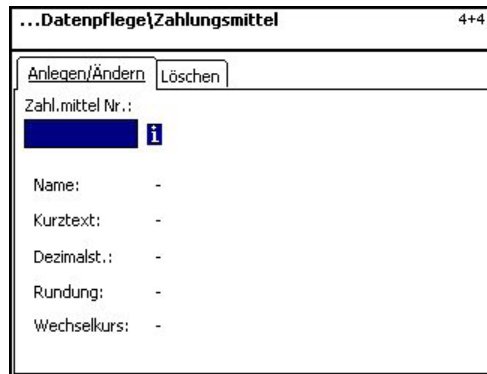 ...Datenpflege\Zahlungsmittel 4+4
Anlegen/Ändern Löschen
Zahl.mittel Nr.:
i
Name: -
Kurztext: -
Dezimalst.: -
Rundung: -
Wechselkurs: -